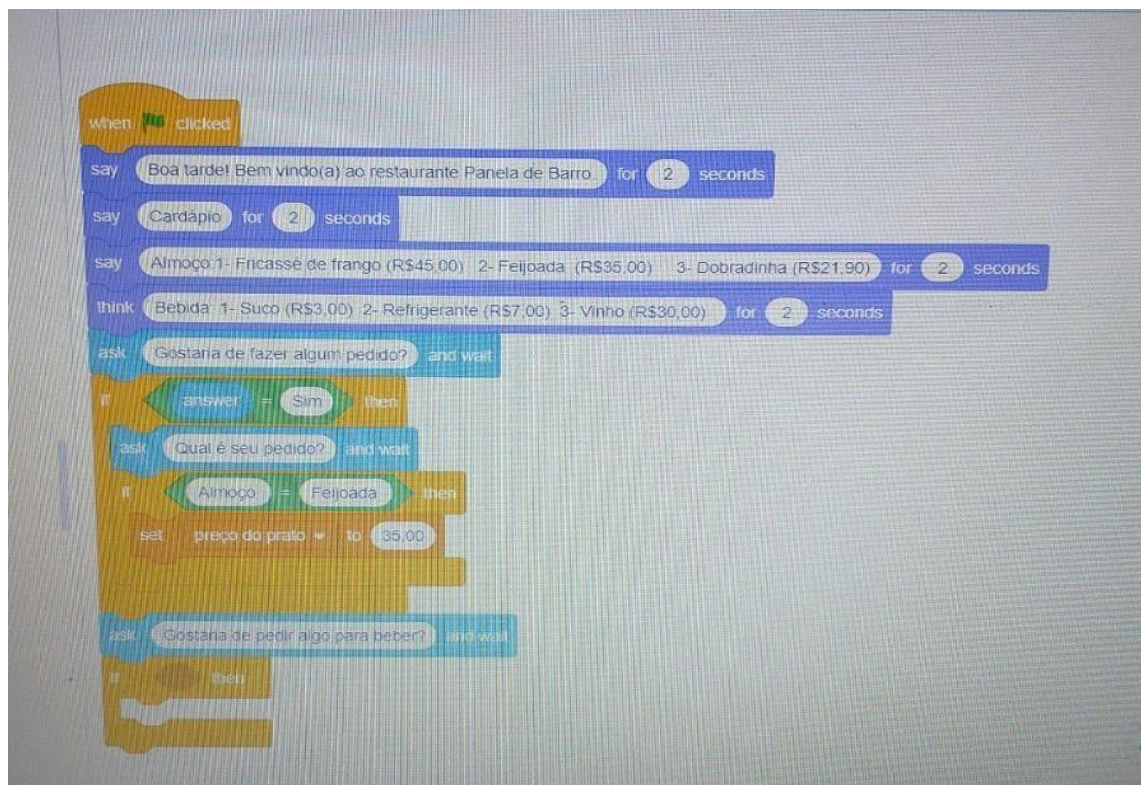 when clicked
say Boa tarde! Bem vindo(a) ao restaurante Panela de Barro for 2 seconds
say Cardápio for 2 seconds
say Almoço:1- Fricassê de frango (R$45,00) 2- Feijoada (R$35,00) 3- Dobradinha (R$21,90) for 2 seconds
think Bebida: 1- Suco (R$3,00) 2- Refrigerante (R$7,00) 3- Vinho (R$30,00) for 2 seconds
ask Gostaria de fazer algum pedido? and wait
if answer = Sim then
ask Qual é seu pedido? and wait
if Almoço = Feijoada then
set preço do prato to 35,00
ask Gostaria de pedir algo para beber? and wait
if then